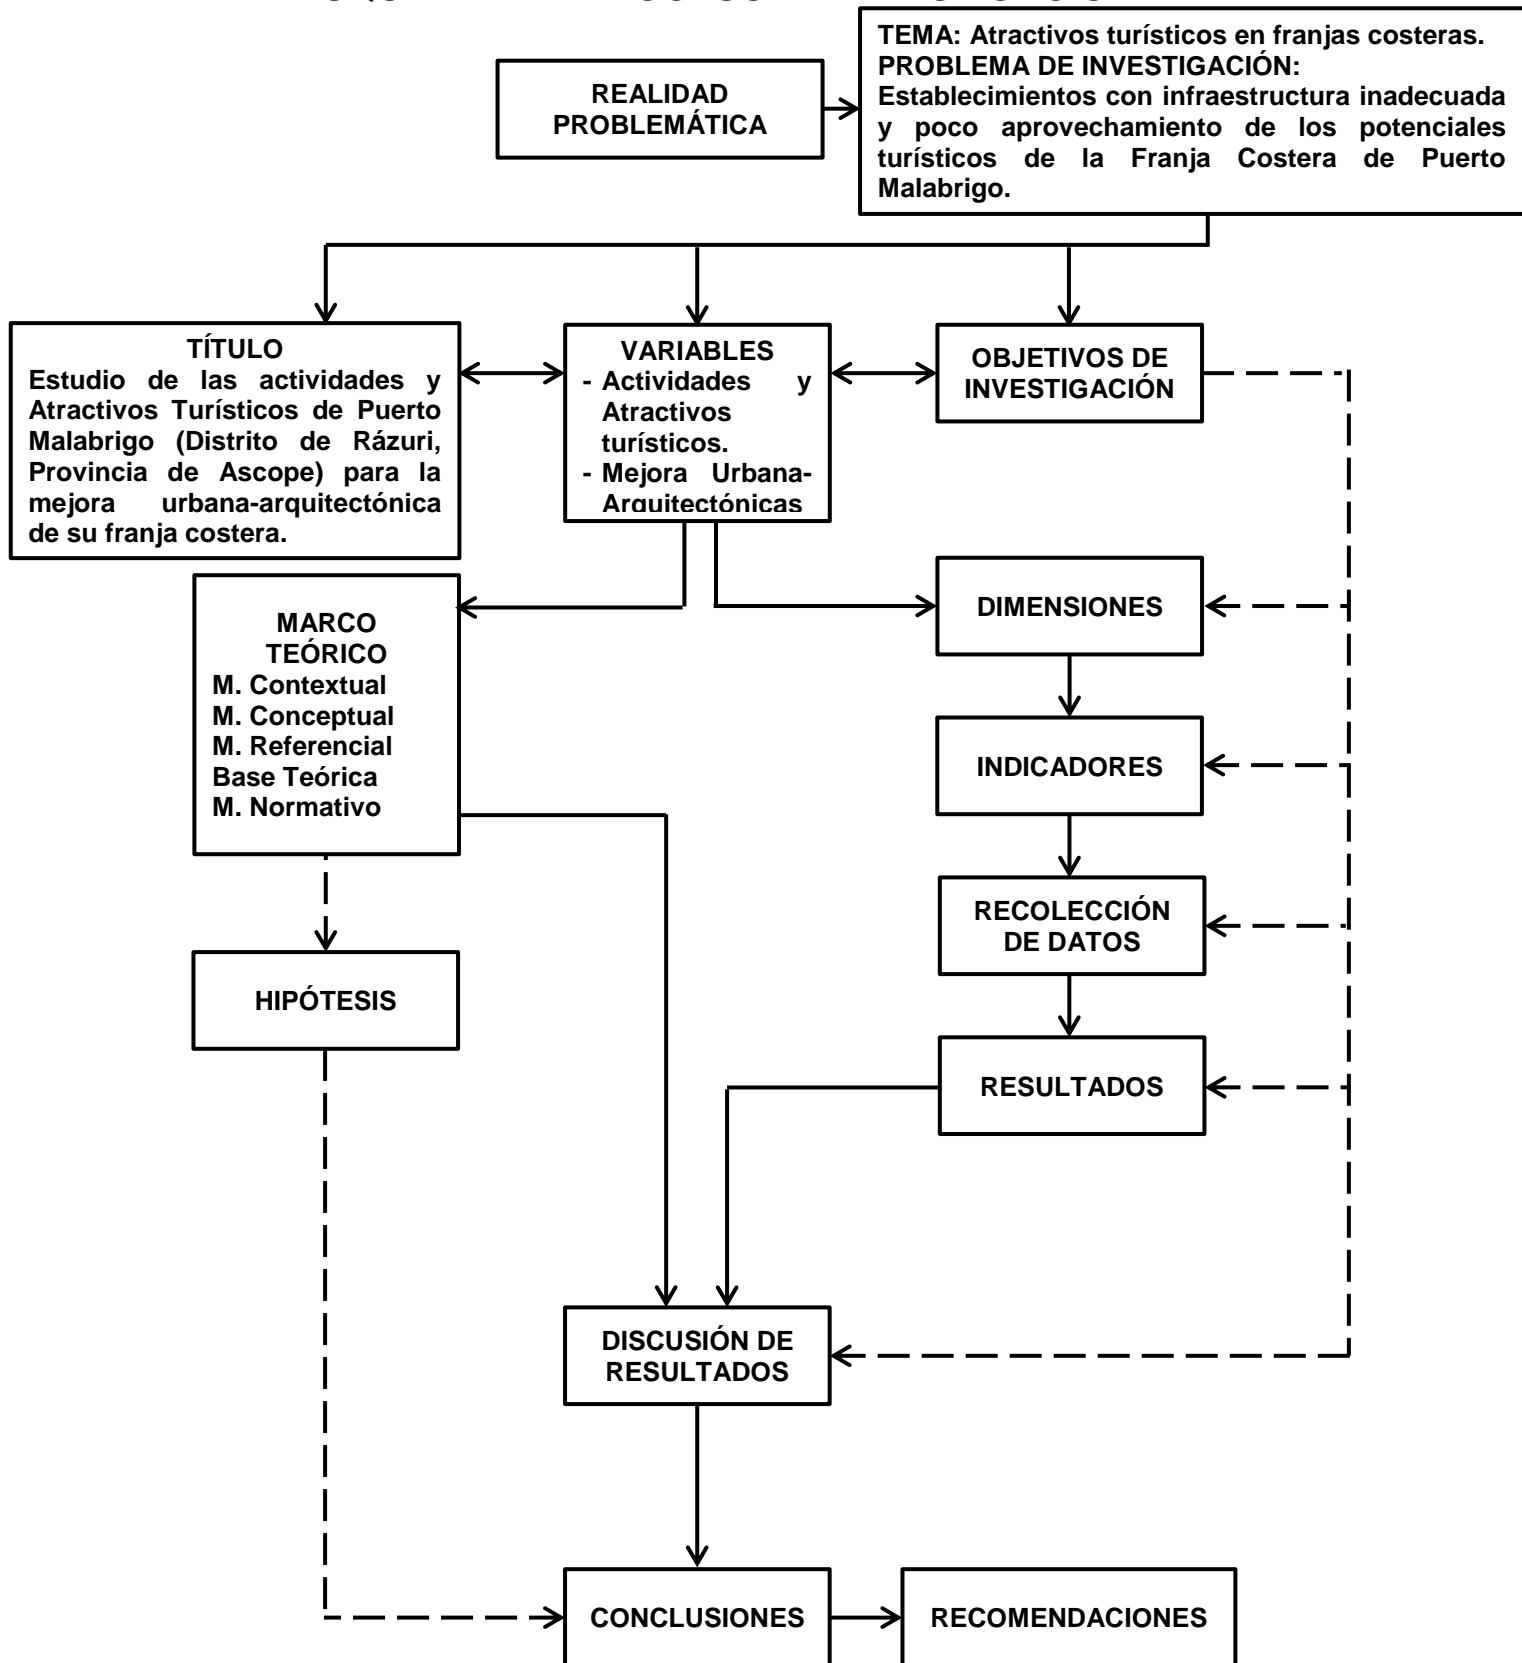 TEMA: Atractivos turísticos en franjas costeras.
PROBLEMA DE INVESTIGACIÓN:
Establecimientos con infraestructura inadecuada
y poco aprovechamiento de los potenciales
turísticos de la Franja Costera de Puerto
Malabrigo.
REALIDAD
PROBLEMÁTICA
TÍTULO
Estudio de las actividades y
Atractivos Turísticos de Puerto
Malabrigo (Distrito de Rázuri,
Provincia de Ascope) para la
mejora urbana-arquitectónica
de su franja costera.
VARIABLES
- Actividades y
Atractivos
turísticos.
- Mejora Urbana-
Arquitectónicas
OBJETIVOS DE
INVESTIGACIÓN
MARCO
TEÓRICO
M. Contextual
M. Conceptual
M. Referencial
Base Teórica
M. Normativo
DIMENSIONES
INDICADORES
RECOLECCIÓN
DE DATOS
HIPÓTESIS
RESULTADOS
DISCUSIÓN DE
RESULTADOS
CONCLUSIONES
RECOMENDACIONES